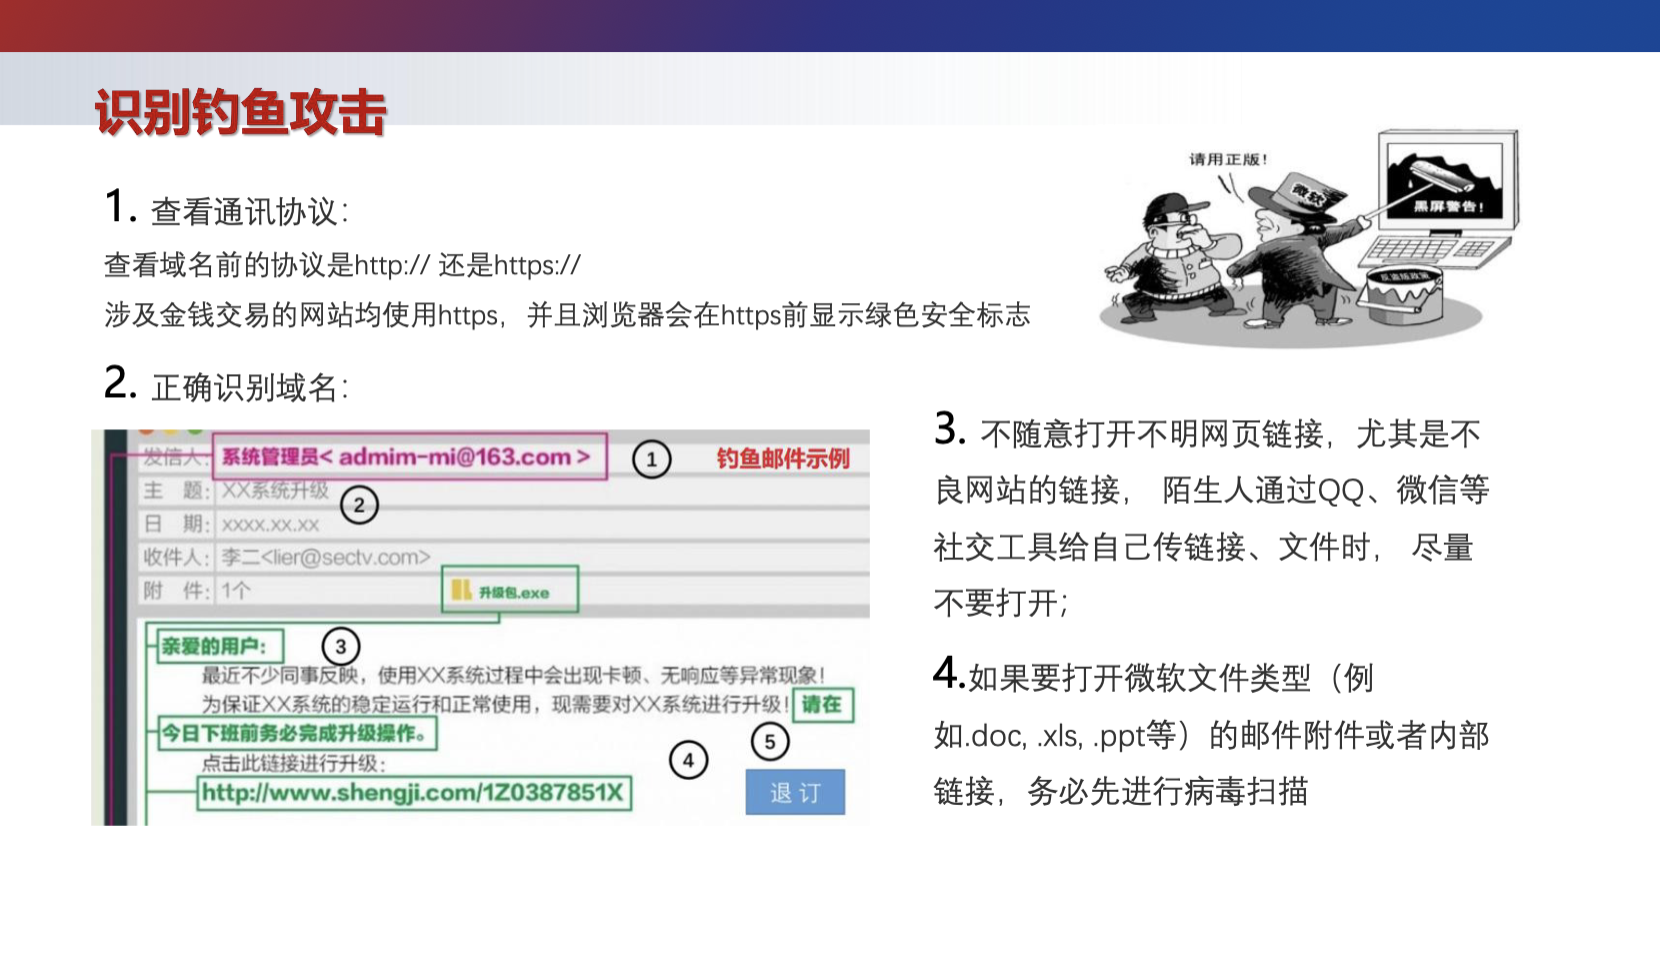 识别钓鱼攻击
请用正版！
微软
黑屏警告！
反盗版政策
1. 查看通讯协议：
查看域名前的协议是http:// 还是https://
涉及金钱交易的网站均使用https，并且浏览器会在https前显示绿色安全标志
2. 正确识别域名：
发信人： 系统管理员< admim-mi@163.com > 1 钓鱼邮件示例
主 题： XX系统升级 2
日 期： xxxx.xx.xx
收件人： 李二<lier@sectv.com>
附 件： 1个 升级包.exe
亲爱的用户： 3
最近不少同事反映，使用XX系统过程中会出现卡顿、无响应等异常现象！
为保证XX系统的稳定运行和正常使用，现需要对XX系统进行升级！请在
今日下班前务必完成升级操作。 5
点击此链接进行升级： 4
http://www.shengji.com/1Z0387851X 退 订
3. 不随意打开不明网页链接，尤其是不
良网站的链接， 陌生人通过QQ、微信等
社交工具给自己传链接、文件时， 尽量
不要打开；
4.如果要打开微软文件类型（例
如.doc, .xls, .ppt等）的邮件附件或者内部
链接，务必先进行病毒扫描